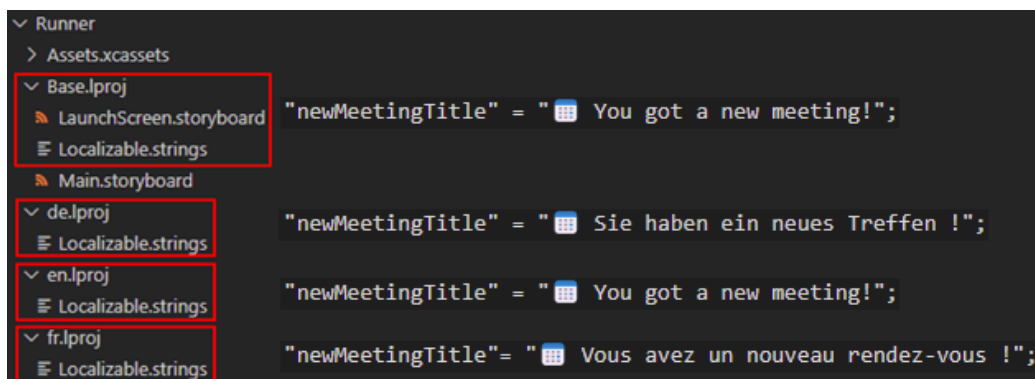 Runner
Assets.xcassets
Base.lproj
LaunchScreen.storyboard
"newMeetingTitle" = "📅 You got a new meeting!";
Localizable.strings
Main.storyboard
de.lproj
"newMeetingTitle" = "📅 Sie haben ein neues Treffen !";
Localizable.strings
en.lproj
"newMeetingTitle" = "📅 You got a new meeting!";
Localizable.strings
fr.lproj
"newMeetingTitle"= "📅 Vous avez un nouveau rendez-vous !";
Localizable.strings